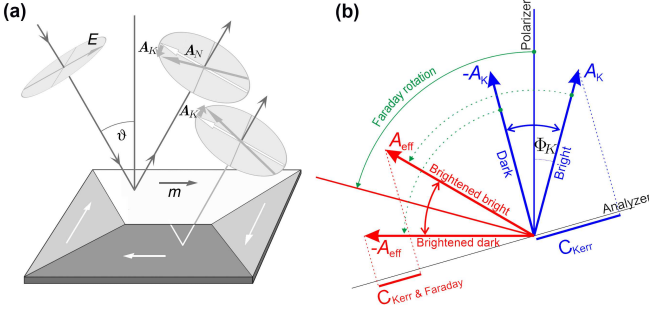 (a)
E
A_K
A_N
A_K
ϑ
m
(b)
Polarizer
-A_K
A_K
Faraday rotation
Φ_K
A_eff
Dark
Bright
Brightened bright
Analyzer
-A_eff
Brightened dark
C_Kerr
C_Kerr & Faraday